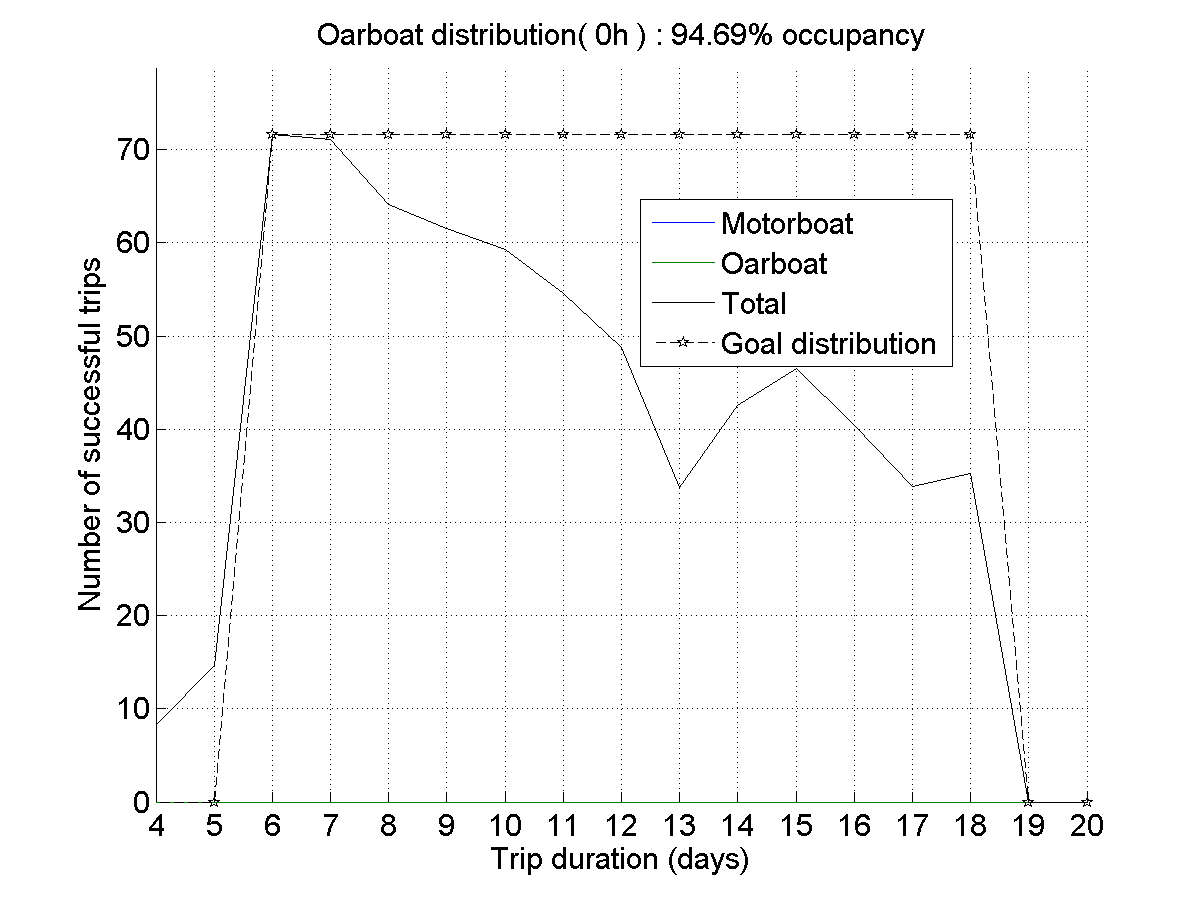 Oarboat distribution( 0h ) : 94.69% occupancy
70
60
50
40
30
20
10
0
Number of successful trips
Motorboat
Oarboat
Total
Goal distribution
4 5 6 7 8 9 10 11 12 13 14 15 16 17 18 19 20
Trip duration (days)